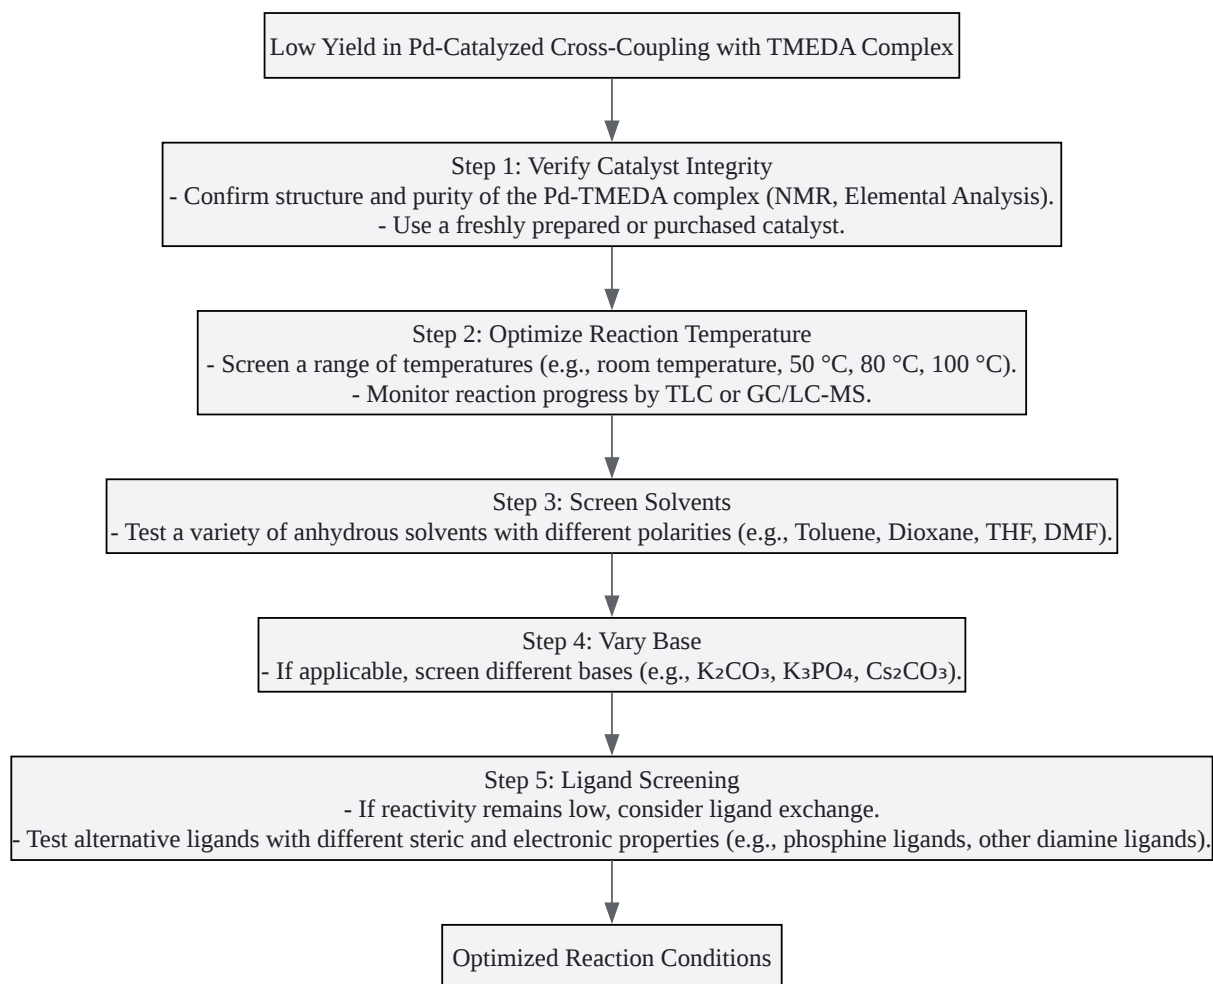 Low Yield in Pd-Catalyzed Cross-Coupling with TMEDA Complex
Step 1: Verify Catalyst Integrity
- Confirm structure and purity of the Pd-TMEDA complex (NMR, Elemental Analysis).
- Use a freshly prepared or purchased catalyst.
Step 2: Optimize Reaction Temperature
- Screen a range of temperatures (e.g., room temperature, 50 °C, 80 °C, 100 °C).
- Monitor reaction progress by TLC or GC/LC-MS.
Step 3: Screen Solvents
- Test a variety of anhydrous solvents with different polarities (e.g., Toluene, Dioxane, THF, DMF).
Step 4: Vary Base
- If applicable, screen different bases (e.g., K₂CO₃, K₃PO₄, Cs₂CO₃).
Step 5: Ligand Screening
- If reactivity remains low, consider ligand exchange.
- Test alternative ligands with different steric and electronic properties (e.g., phosphine ligands, other diamine ligands).
Optimized Reaction Conditions